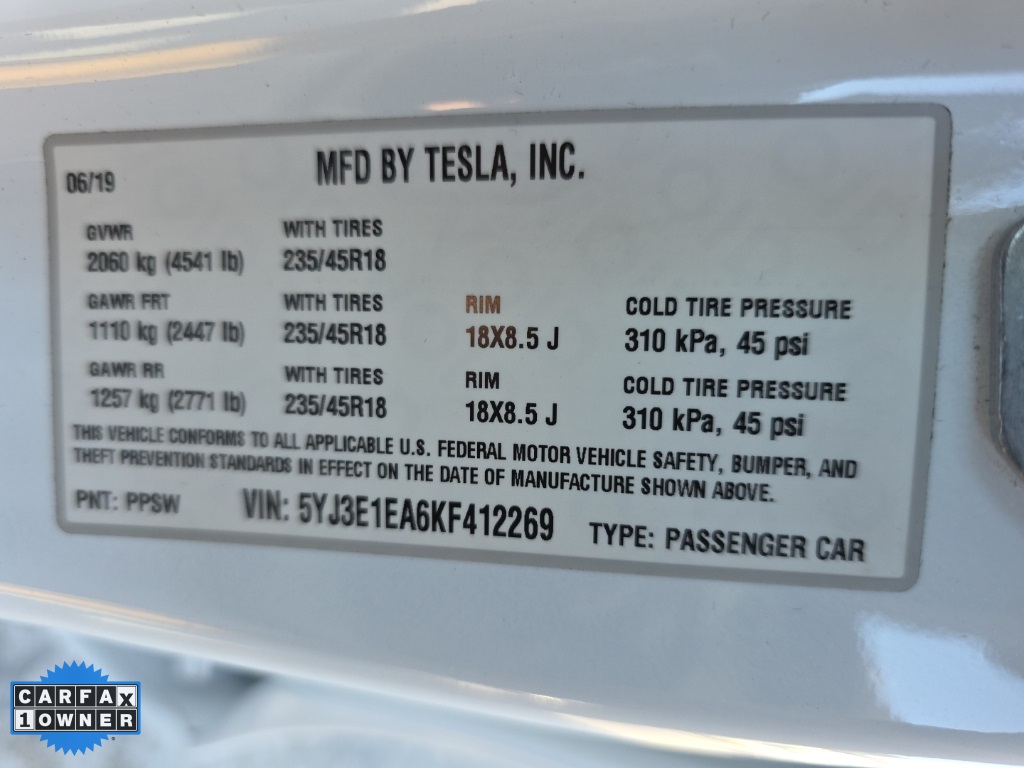 06/19 MFD BY TESLA, INC.
GVWR WITH TIRES
2060 kg (4541 lb) 235/45R18
GAWR FRT WITH TIRES RIM COLD TIRE PRESSURE
1110 kg (2447 lb) 235/45R18 18X8.5 J 310 kPa, 45 psi
GAWR RR WITH TIRES RIM COLD TIRE PRESSURE
1257 kg (2771 lb) 235/45R18 18X8.5 J 310 kPa, 45 psi
THIS VEHICLE CONFORMS TO ALL APPLICABLE U.S. FEDERAL MOTOR VEHICLE SAFETY, BUMPER, AND
THEFT PREVENTION STANDARDS IN EFFECT ON THE DATE OF MANUFACTURE SHOWN ABOVE.
PNT: PPSW VIN: 5YJ3E1EA6KF412269 TYPE: PASSENGER CAR
CARFAX
1 OWNER